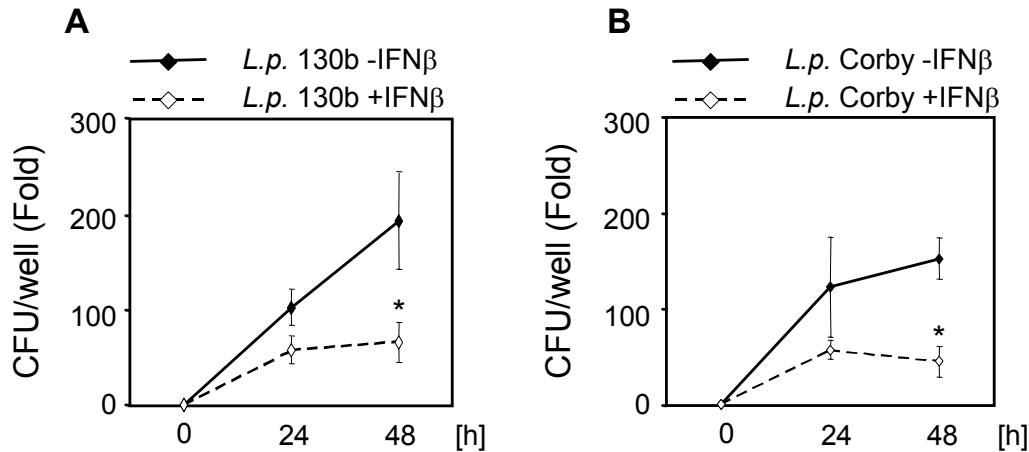 A
L.p. 130b -IFNβ
L.p. 130b +IFNβ
CFU/well (Fold)
300
200
100
0
0 24 48 [h]
*
B
L.p. Corby -IFNβ
L.p. Corby +IFNβ
CFU/well (Fold)
300
200
100
0
0 24 48 [h]
*